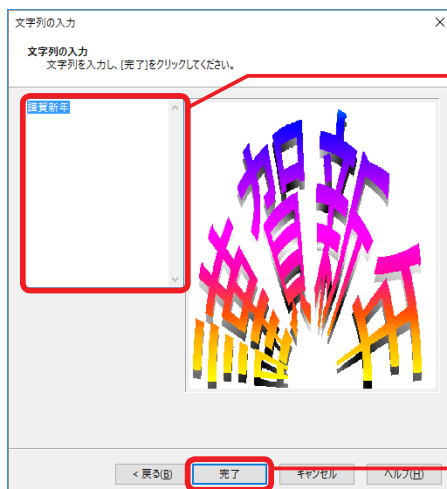 文字列の入力
文字列の入力
文字列を入力し、[完了]をクリックしてください。
謹賀新年
謹賀新年
< 戻る(B)
完了
キャンセル
ヘルプ(H)